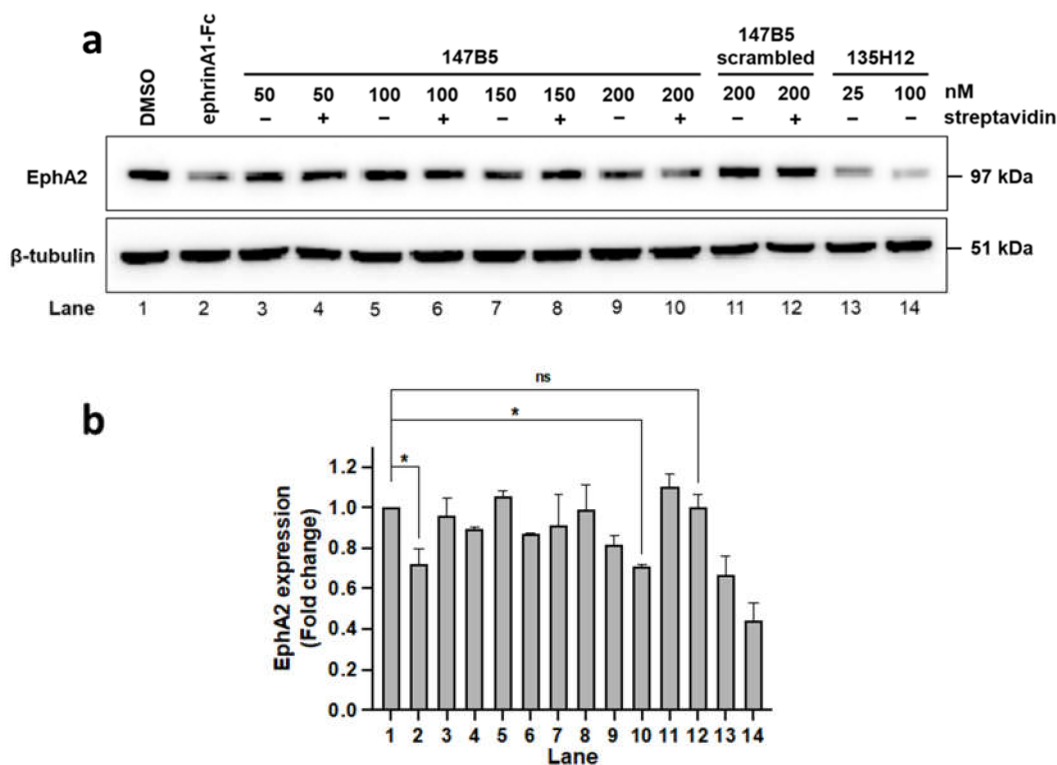 a
DMSO
ephrinA1-Fc
147B5
147B5 scrambled
135H12
50 50 100 100 150 150 200 200 200 200 25 100 nM
– + – + – + – + – + – – streptavidin
EphA2
97 kDa
β-tubulin
51 kDa
Lane 1 2 3 4 5 6 7 8 9 10 11 12 13 14
b
ns
*
*
EphA2 expression
(Fold change)
1.2
1.0
0.8
0.6
0.4
0.2
0.0
1 2 3 4 5 6 7 8 9 10 11 12 13 14
Lane